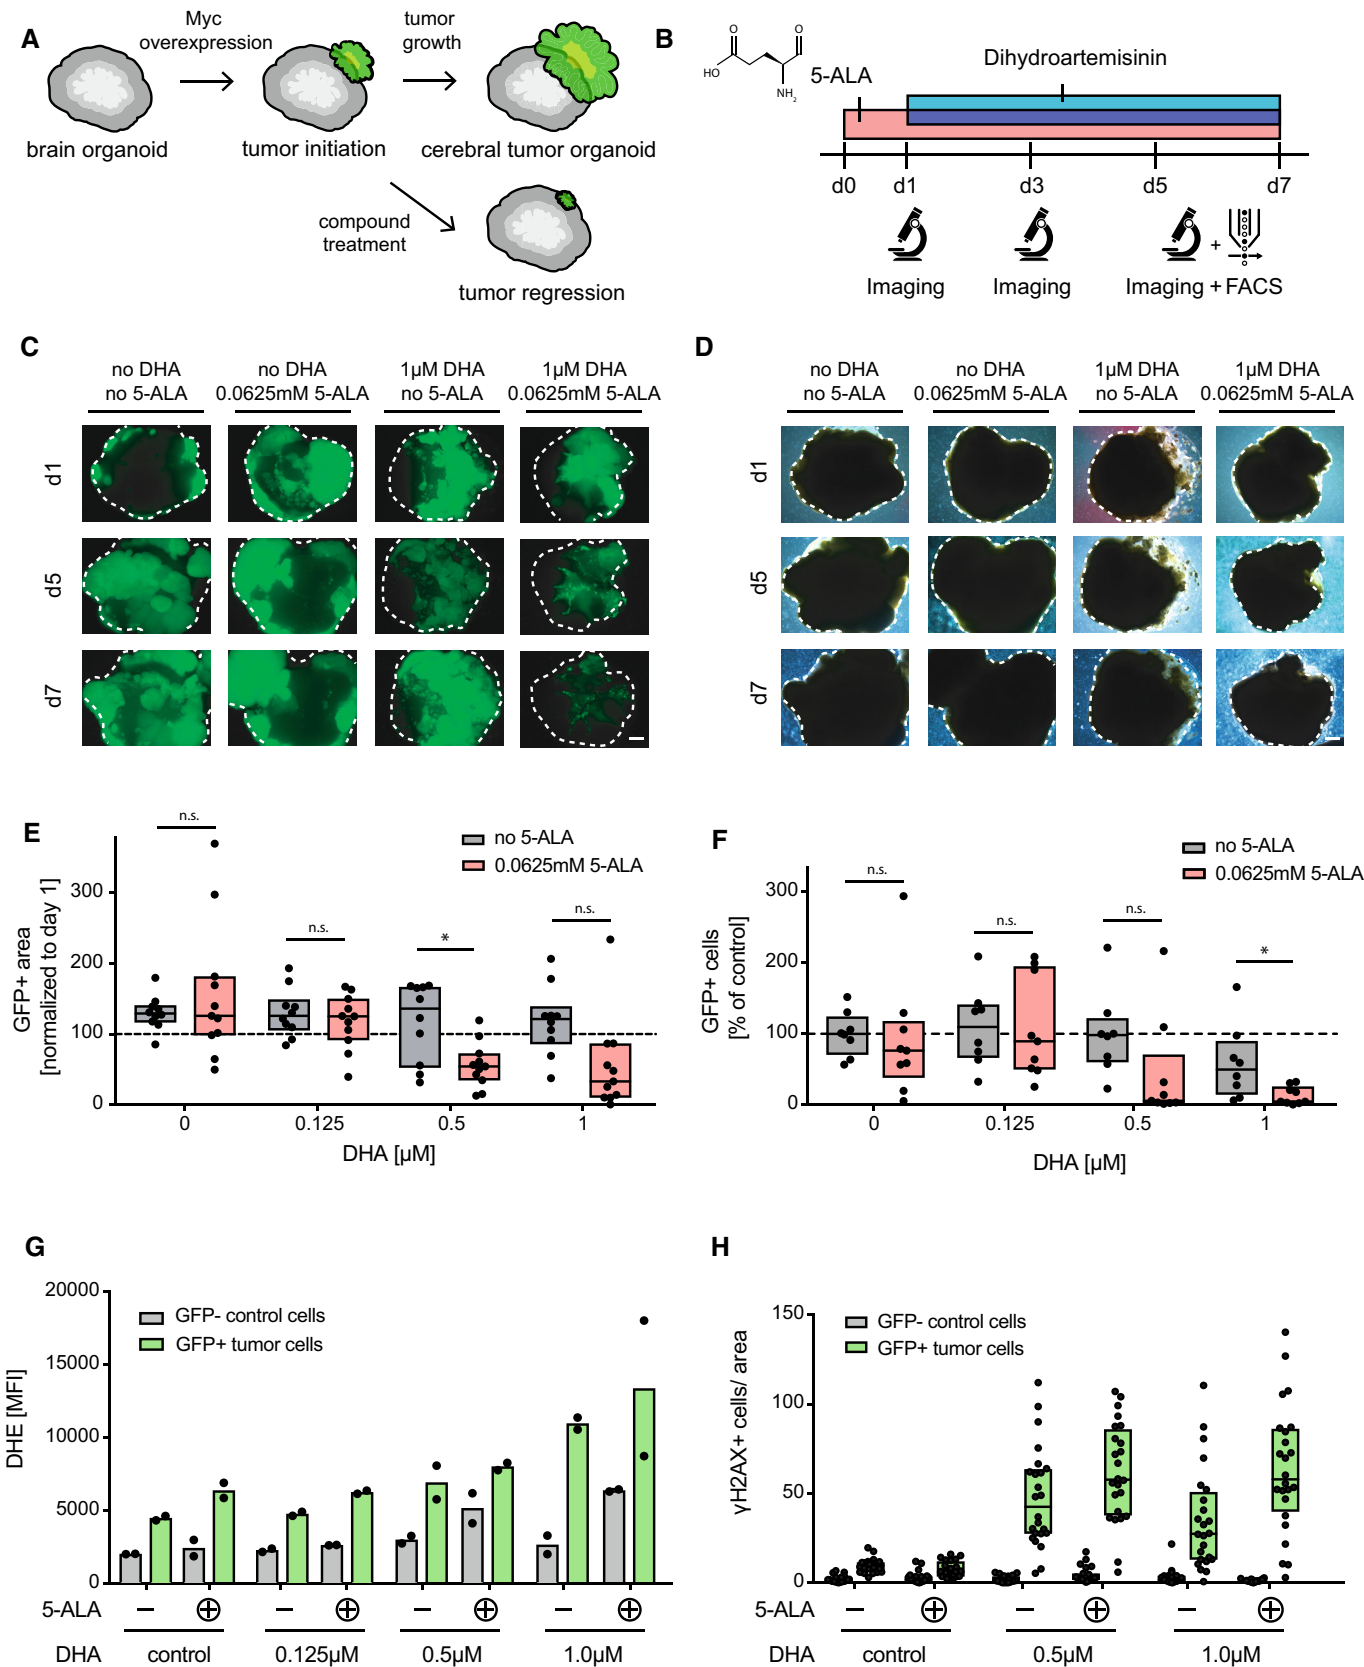 A
Myc
overexpression
tumor
growth
brain organoid
tumor initiation
cerebral tumor organoid
compound
treatment
tumor regression
B
O
O
HO
NH2
5-ALA
Dihydroartemisinin
d0
d1
d3
d5
d7
+
Imaging
Imaging
Imaging + FACS
C
no DHA
no 5-ALA
no DHA
0.0625mM 5-ALA
1µM DHA
no 5-ALA
1µM DHA
0.0625mM 5-ALA
d1
d5
d7
D
no DHA
no 5-ALA
no DHA
0.0625mM 5-ALA
1µM DHA
no 5-ALA
1µM DHA
0.0625mM 5-ALA
d1
d5
d7
E
n.s.
n.s.
*
n.s.
no 5-ALA
0.0625mM 5-ALA
GFP+ area
[normalized to day 1]
300
200
100
0
0
0.125
0.5
1
DHA [µM]
F
n.s.
n.s.
n.s.
*
no 5-ALA
0.0625mM 5-ALA
GFP+ cells
[% of control]
300
200
100
0
0
0.125
0.5
1
DHA [µM]
G
GFP- control cells
GFP+ tumor cells
DHE [MFI]
20000
15000
10000
5000
0
5-ALA
− + − + − + − +
DHA
control
0.125µM
0.5µM
1.0µM
H
GFP- control cells
GFP+ tumor cells
γH2AX+ cells/ area
150
100
50
0
5-ALA
− + − + − +
DHA
control
0.5µM
1.0µM